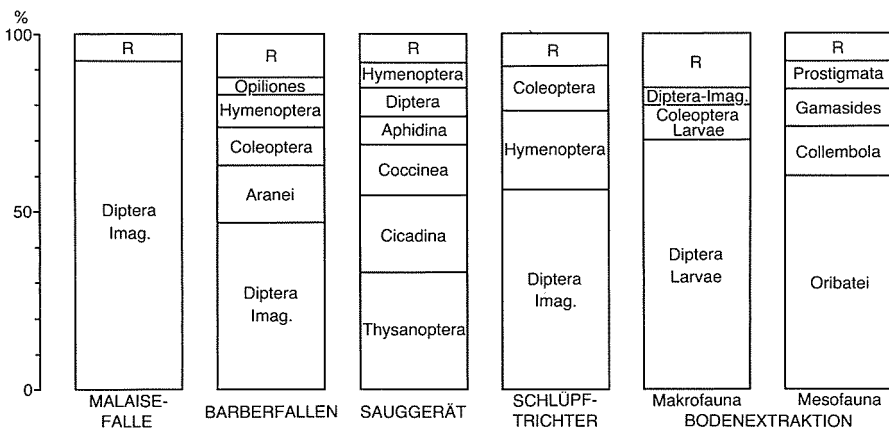 %
100
50
0
R
Diptera
Imag.
MALAISE-
FALLE
R
Opiliones
Hymenoptera
Coleoptera
Aranei
Diptera
Imag.
BARBERFALLEN
R
Hymenoptera
Diptera
Aphidina
Coccinea
Cicadina
Thysanoptera
SAUGGERÄT
R
Coleoptera
Hymenoptera
Diptera
Imag.
SCHLÜPF-
TRICHTER
R
Diptera-Imag.
Coleoptera
Larvae
Diptera
Larvae
Makrofauna
R
Prostigmata
Gamasides
Collembola
Oribatei
Mesofauna
BODENEXTRAKTION